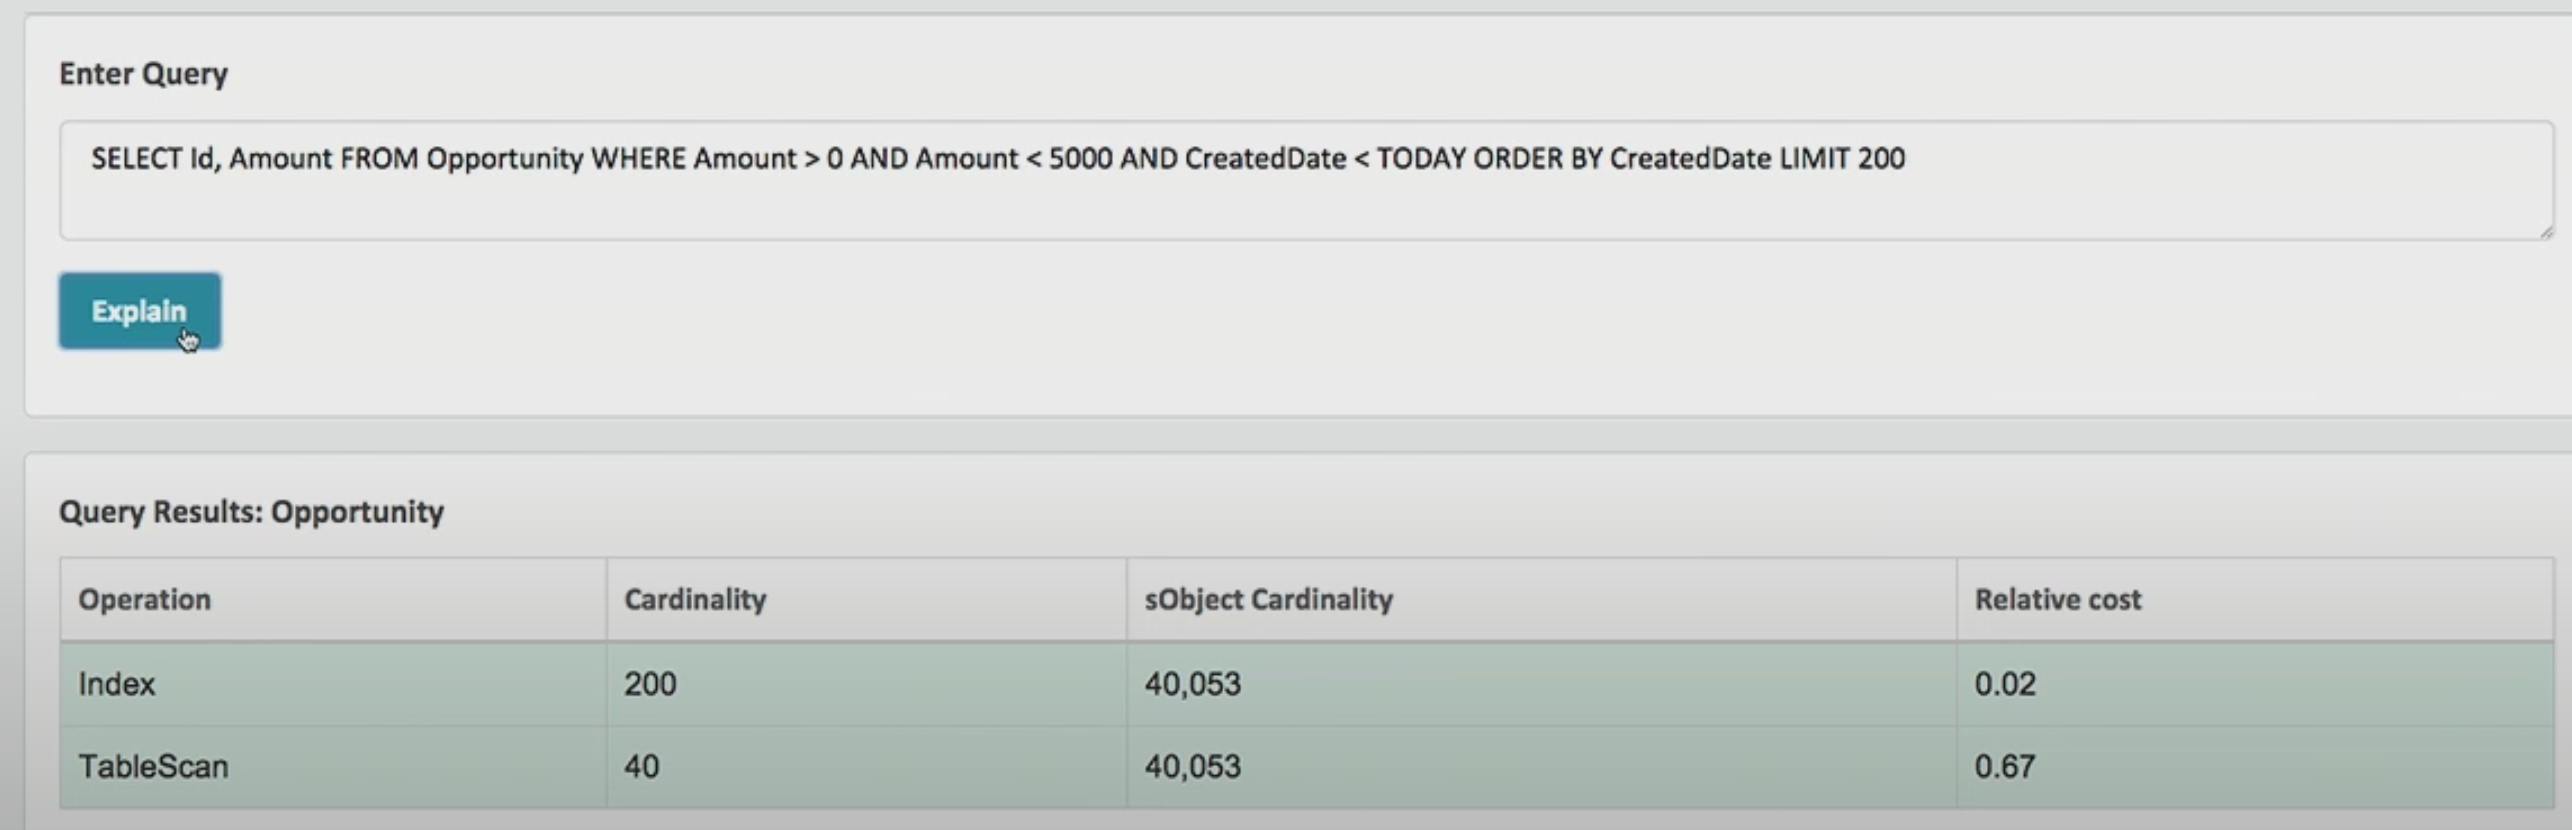 Enter Query
SELECT Id, Amount FROM Opportunity WHERE Amount > 0 AND Amount < 5000 AND CreatedDate < TODAY ORDER BY CreatedDate LIMIT 200
Explain
Query Results: Opportunity
Operation Cardinality sObject Cardinality Relative cost
Index 200 40,053 0.02
TableScan 40 40,053 0.67